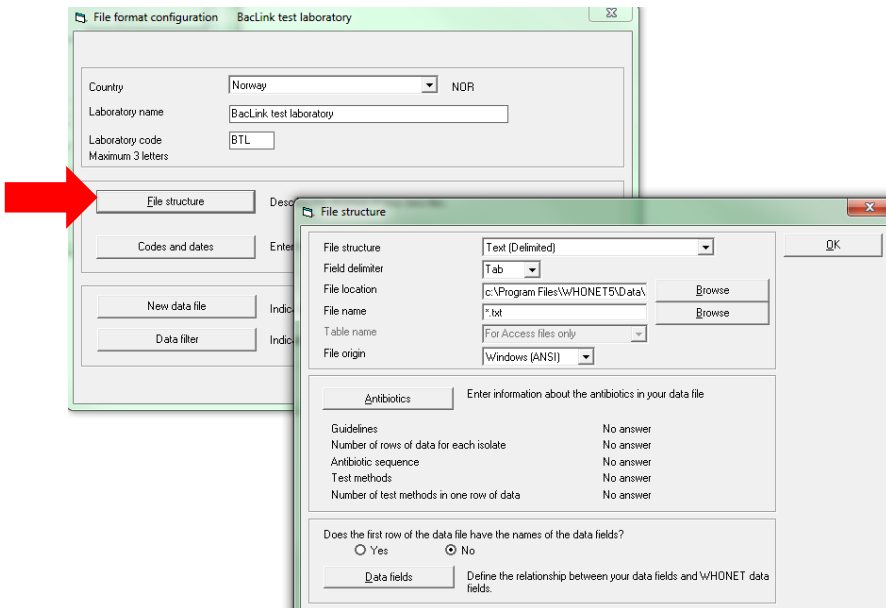 File format configuration BacLink test laboratory
Country Norway NOR
Laboratory name BacLink test laboratory
Laboratory code BTL
Maximum 3 letters
File structure
Codes and dates Enter
New data file
Data filter
File structure
OK
File structure Text (Delimited)
Field delimiter Tab
File location c:\Program Files\WHONET5\Data\ Browse
File name *.txt Browse
Table name For Access files only
File origin Windows (ANSI)
Antibiotics Enter information about the antibiotics in your data file
Guidelines No answer
Number of rows of data for each isolate No answer
Antibiotic sequence No answer
Test methods No answer
Number of test methods in one row of data No answer
Does the first row of the data file have the names of the data fields?
Yes No
Data fields Define the relationship between your data fields and WHONET data
fields.